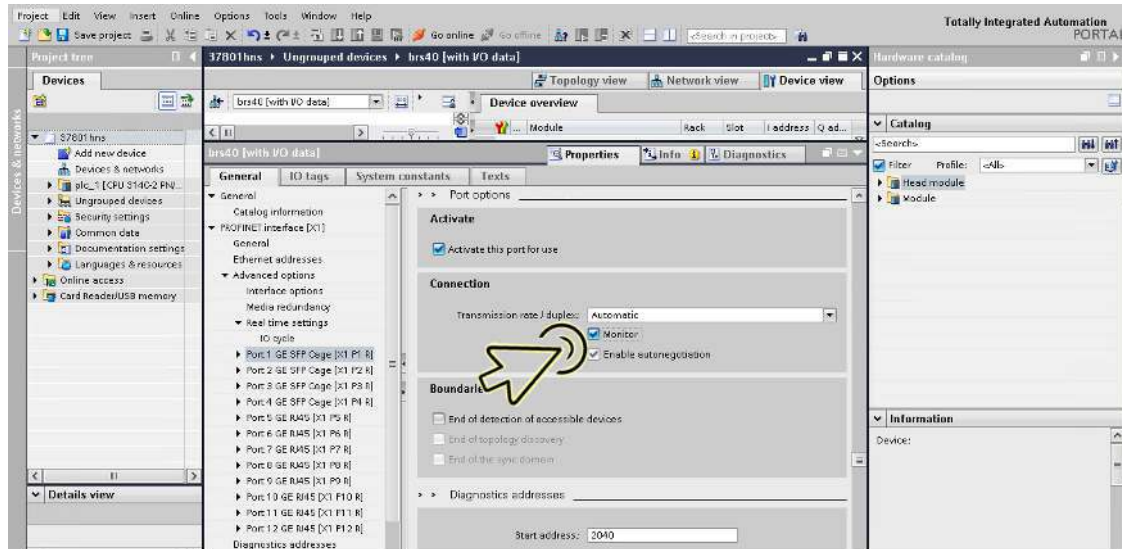 Project Edit View Insert Online Options Tools Window Help
Totally Integrated Automation
PORTAL
Save project
Go online
Go offline
<Search in project>
Project tree
37801hns ▸ Ungrouped devices ▸ brs40 [with I/O data]
Hardware catalog
Devices
Topology view
Network view
Device view
Options
Devices & networks
brs40 [with I/O data]
Device overview
... Module Rack Slot I address Q ad...
37801hns
Add new device
Devices & networks
plc_1 [CPU 314C-2 PN/...
Ungrouped devices
Security settings
Common data
Documentation settings
Languages & resources
Online access
Card Reader/USB memory
Details view
brs40 [with I/O data]
Properties
Info
Diagnostics
General
IO tags
System constants
Texts
General
Catalog information
PROFINET interface [X1]
General
Ethernet addresses
Advanced options
Interface options
Media redundancy
Real time settings
IO cycle
Port 1 GE SFP Cage [X1 P1 R]
Port 2 GE SFP Cage [X1 P2 R]
Port 3 GE SFP Cage [X1 P3 R]
Port 4 GE SFP Cage [X1 P4 R]
Port 5 GE RJ45 [X1 P5 R]
Port 6 GE RJ45 [X1 P6 R]
Port 7 GE RJ45 [X1 P7 R]
Port 8 GE RJ45 [X1 P8 R]
Port 9 GE RJ45 [X1 P9 R]
Port 10 GE RJ45 [X1 P10 R]
Port 11 GE RJ45 [X1 P11 R]
Port 12 GE RJ45 [X1 P12 R]
Diagnostics addresses
Port options
Activate
Activate this port for use
Connection
Transmission rate / duplex: Automatic
Monitor
Enable autonegotiation
Boundarie
End of detection of accessible devices
End of topology discovery
End of the sync domain
Diagnostics addresses
Start address: 2040
Catalog
<Search>
Filter Profile: <All>
Head module
Module
Information
Device: